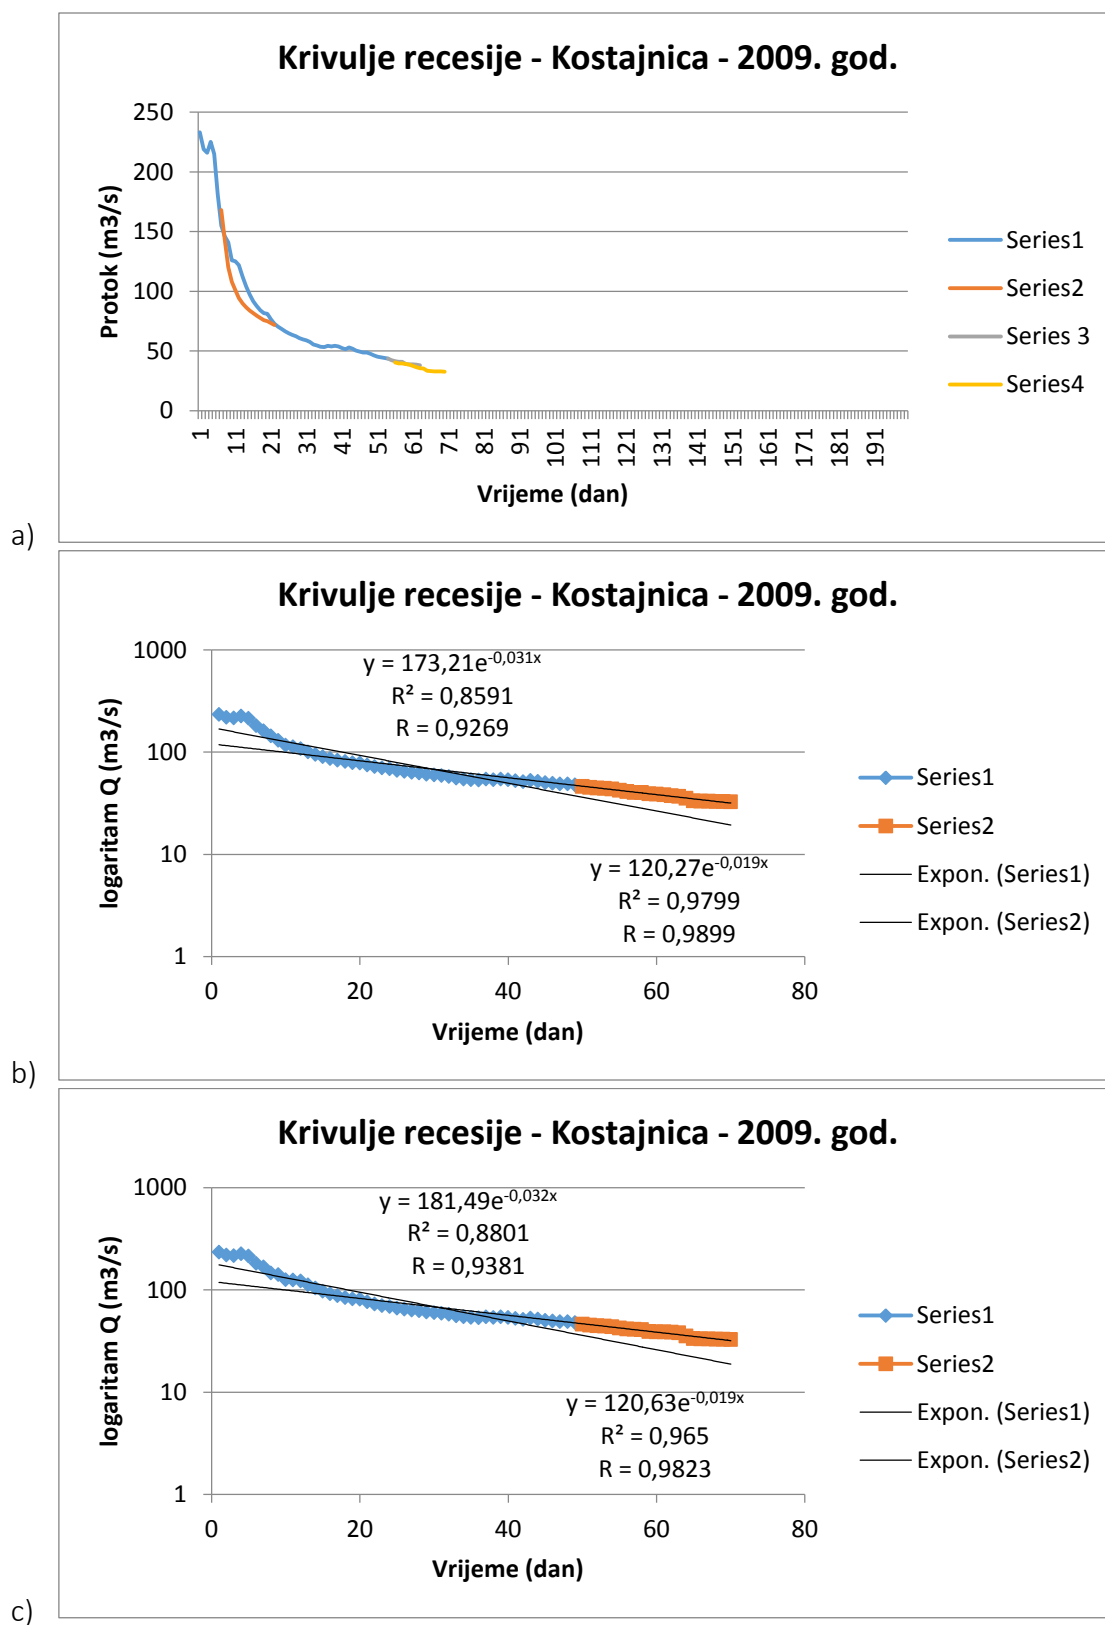 Krivulje recesije - Kostajnica - 2009. god.
Protok (m3/s)
250
200
150
100
50
0
1 11 21 31 41 51 61 71 81 91 101 111 121 131 141 151 161 171 181 191
Vrijeme (dan)
Series1
Series2
Series 3
Series4
a)
Krivulje recesije - Kostajnica - 2009. god.
logaritam Q (m3/s)
1000
100
10
1
y = 173,21e^-0,031x
R² = 0,8591
R = 0,9269
y = 120,27e^-0,019x
R² = 0,9799
R = 0,9899
0 20 40 60 80
Vrijeme (dan)
Series1
Series2
Expon. (Series1)
Expon. (Series2)
b)
Krivulje recesije - Kostajnica - 2009. god.
logaritam Q (m3/s)
1000
100
10
1
y = 181,49e^-0,032x
R² = 0,8801
R = 0,9381
y = 120,63e^-0,019x
R² = 0,965
R = 0,9823
0 20 40 60 80
Vrijeme (dan)
Series1
Series2
Expon. (Series1)
Expon. (Series2)
c)